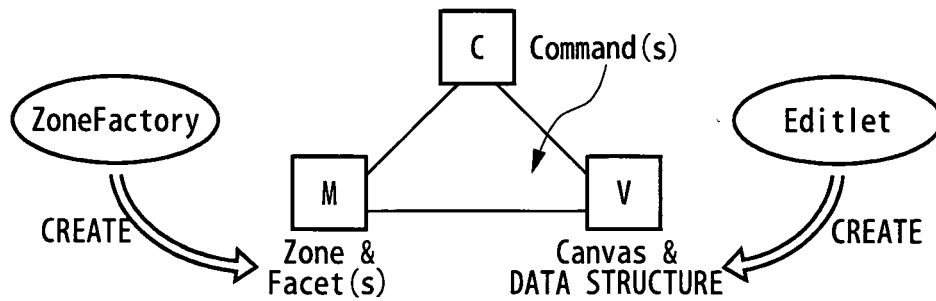 C
Command(s)
ZoneFactory
Editlet
M
V
CREATE
CREATE
Zone &
Facet(s)
Canvas &
DATA STRUCTURE